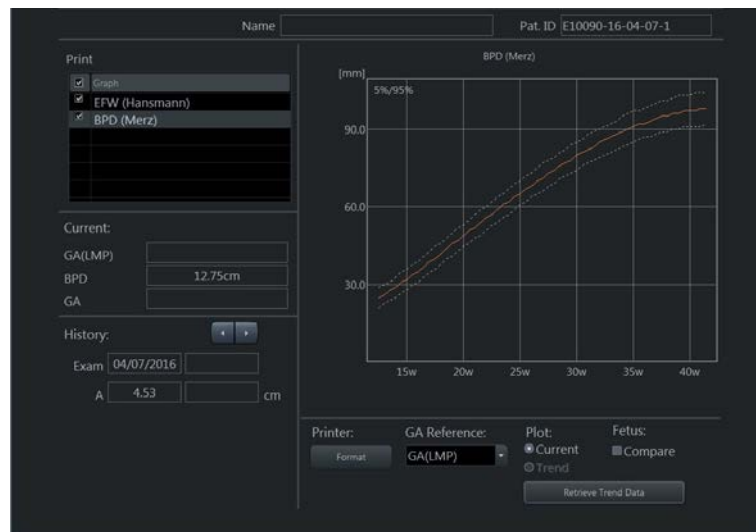 Name
Pat. ID E10090-16-04-07-1
Print
Graph
EFW (Hansmann)
BPD (Merz)
Current:
GA(LMP)
BPD 12.75cm
GA
History:
Exam 04/07/2016
A 4.53 cm
BPD (Merz)
[mm]
5%/95%
90.0
60.0
30.0
15w 20w 25w 30w 35w 40w
Printer: GA Reference: Plot: Fetus:
Format GA(LMP) Current Compare
Trend
Retrieve Trend Data